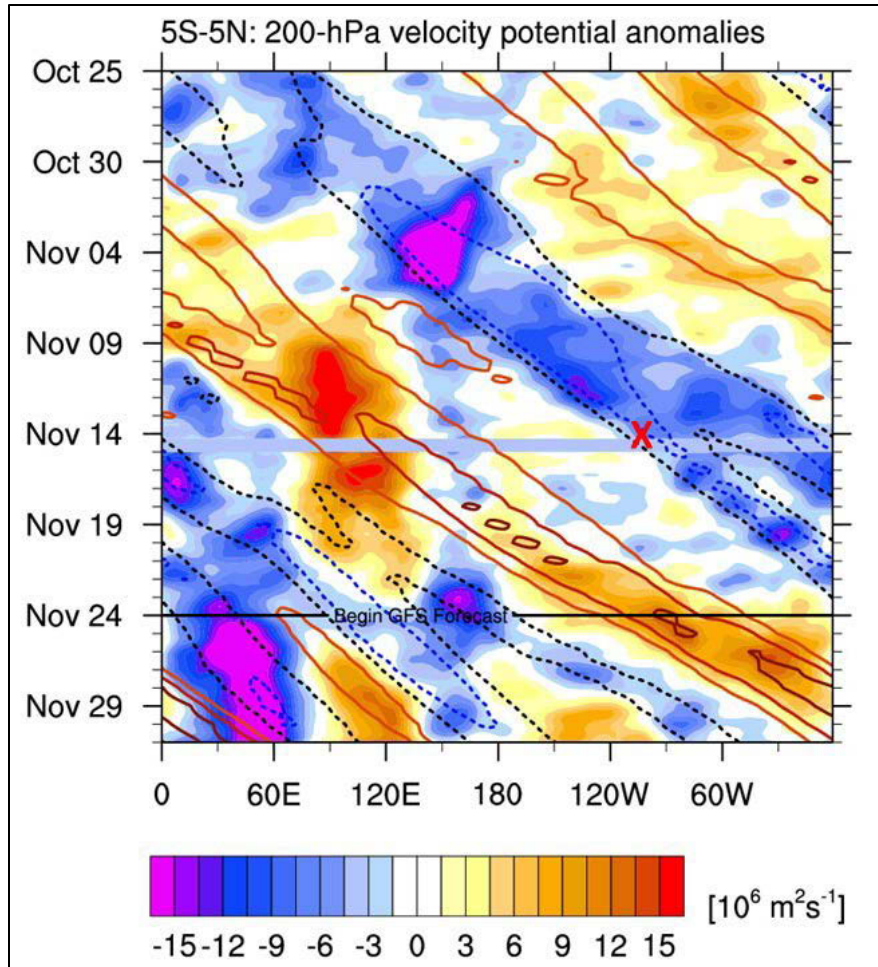 5S-5N: 200-hPa velocity potential anomalies
Oct 25
Oct 30
Nov 04
Nov 09
Nov 14
X
Nov 19
Nov 24
Begin GFS Forecast
Nov 29
0 60E 120E 180 120W 60W
[10⁶ m²s⁻¹]
-15 -12 -9 -6 -3 0 3 6 9 12 15